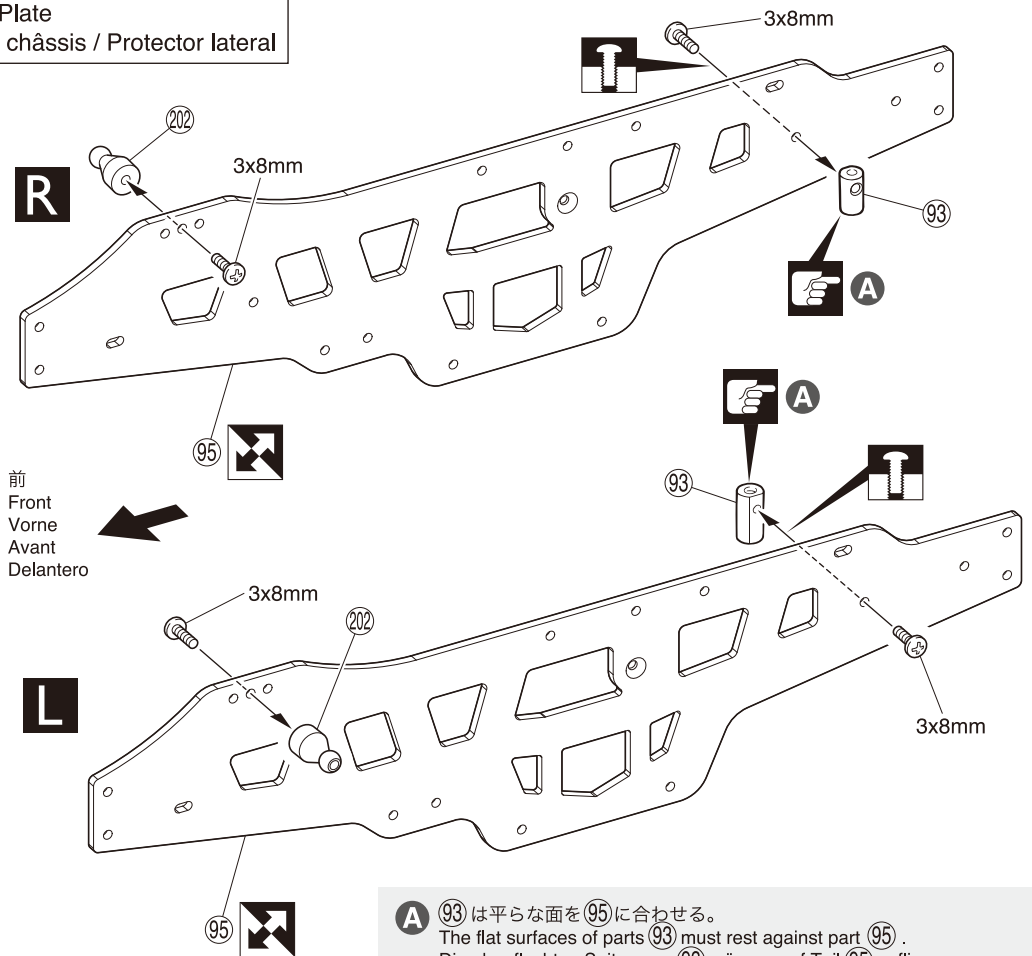 Plate
châssis / Protector lateral
3x8mm
202
R
3x8mm
93
A
95
A
93
前
Front
Vorne
Avant
Delantero
3x8mm
202
L
3x8mm
95
A 93は平らな面を95に合わせる。
The flat surfaces of parts 93 must rest against part 95.